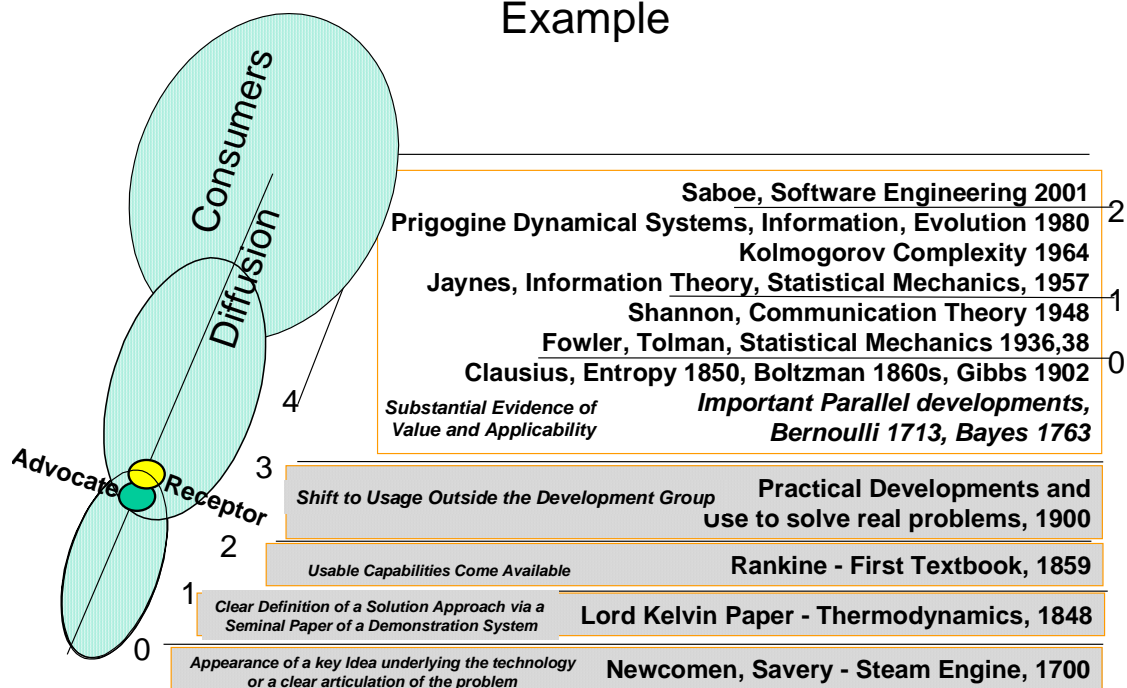 Example
Consumers
Diffusion
Saboe, Software Engineering 2001
2
Prigogine Dynamical Systems, Information, Evolution 1980
Kolmogorov Complexity 1964
Jaynes, Information Theory, Statistical Mechanics, 1957
1
Shannon, Communication Theory 1948
Fowler, Tolman, Statistical Mechanics 1936,38
0
Clausius, Entropy 1850, Boltzman 1860s, Gibbs 1902
4
Substantial Evidence of
Value and Applicability
Important Parallel developments,
Bernoulli 1713, Bayes 1763
Advocate
Receptor
3
Shift to Usage Outside the Development Group
Practical Developments and
Use to solve real problems, 1900
2
Usable Capabilities Come Available
Rankine - First Textbook, 1859
1
Clear Definition of a Solution Approach via a
Seminal Paper of a Demonstration System
Lord Kelvin Paper - Thermodynamics, 1848
0
Appearance of a key Idea underlying the technology
or a clear articulation of the problem
Newcomen, Savery - Steam Engine, 1700